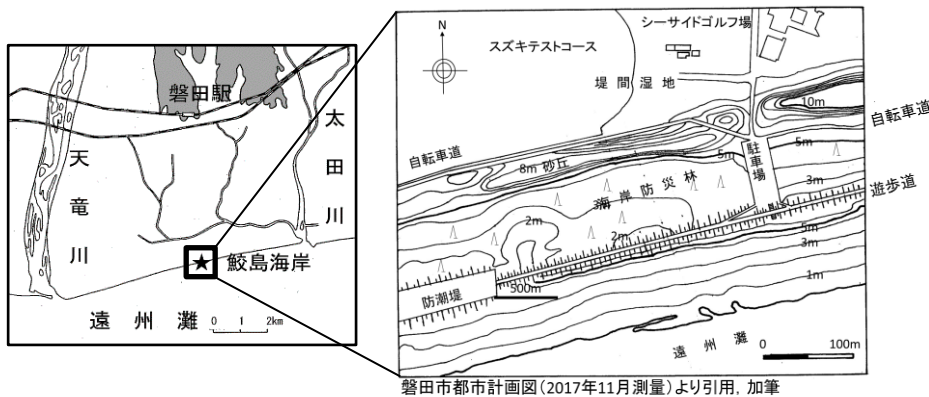 磐田駅
天竜川
太田川
鮫島海岸
遠州灘
0 1 2km
N
スズキテストコース
シーサイドゴルフ場
堤間湿地
10m
自転車道
自転車道
8m 砂丘
5m
駐車場
5m
3m
遊歩道
海岸防災林
2m
2m
5m
3m
1m
防潮堤
500m
遠州灘
0 100m
磐田市都市計画図(2017年11月測量)より引用，加筆